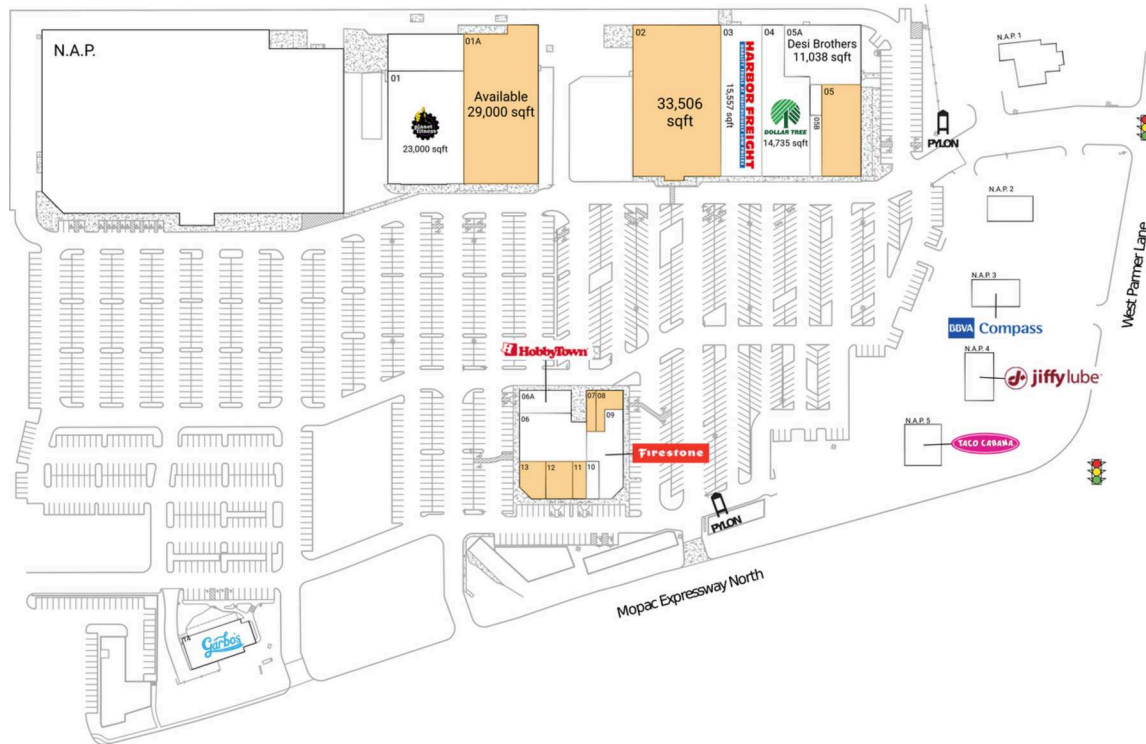 N.A.P.
01
planet fitness
23,000 sqft
01A
Available
29,000 sqft
02
33,506
sqft
03
HARBOR FREIGHT
15,557 sqft
04
DOLLAR TREE
14,735 sqft
05A
Desi Brothers
11,038 sqft
05
05B
PYLON
N.A.P. 1
N.A.P. 2
N.A.P. 3
BBVA Compass
N.A.P. 4
jiffylube
N.A.P. 5
TACO CABANA
West Parmer Lane
HobbyTown
06A
06
07
08
09
Firestone
13
12
11
10
PYLON
Mopac Expressway North
14
Garbo's